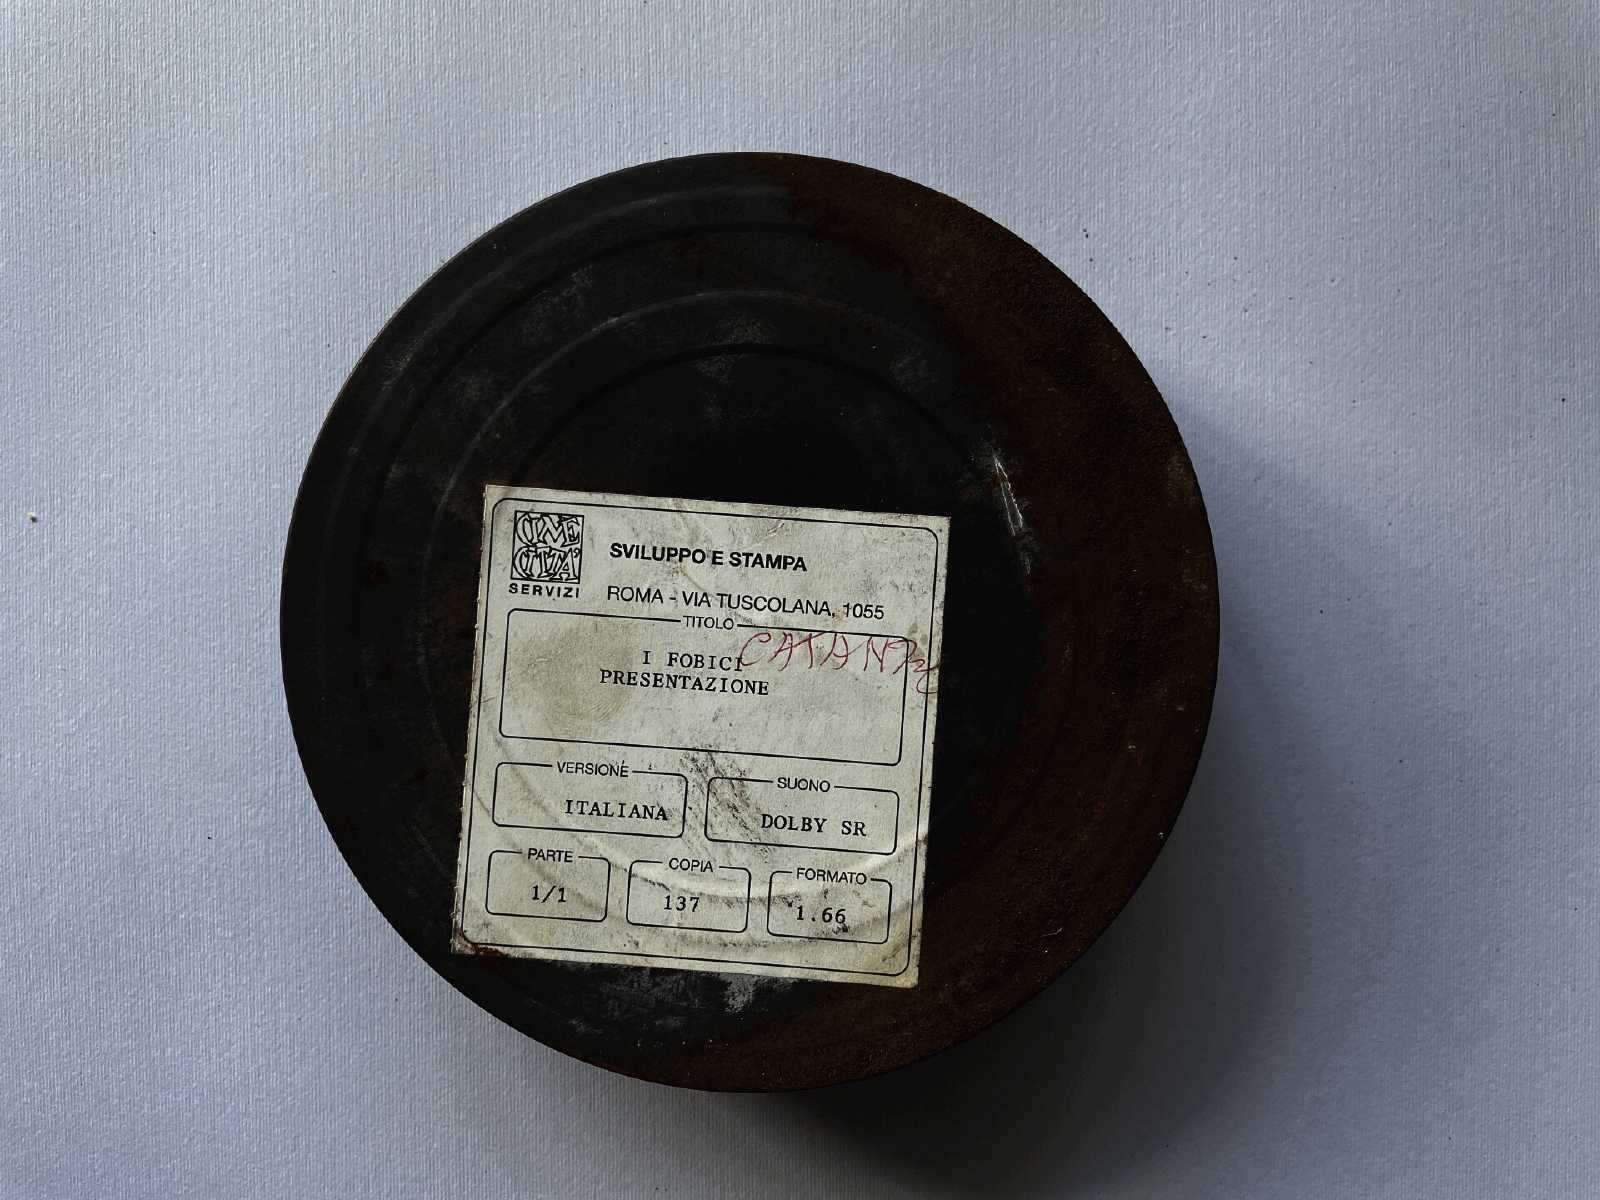 CINE
CITTA'
SERVIZI
SVILUPPO E STAMPA
ROMA - VIA TUSCOLANA, 1055
TITOLO
I FOBICI
PRESENTAZIONE
VERSIONE
ITALIANA
SUONO
DOLBY SR
PARTE
1/1
COPIA
137
FORMATO
1.66